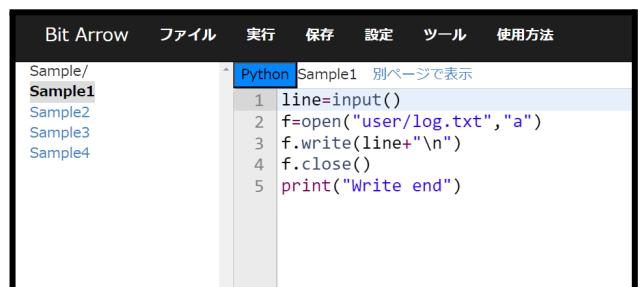 Bit Arrow ファイル 実行 保存 設定 ツール 使用方法
Sample/
Sample1
Sample2
Sample3
Sample4
Python Sample1 別ページで表示
1 line=input()
2 f=open("user/log.txt","a")
3 f.write(line+"\n")
4 f.close()
5 print("Write end")